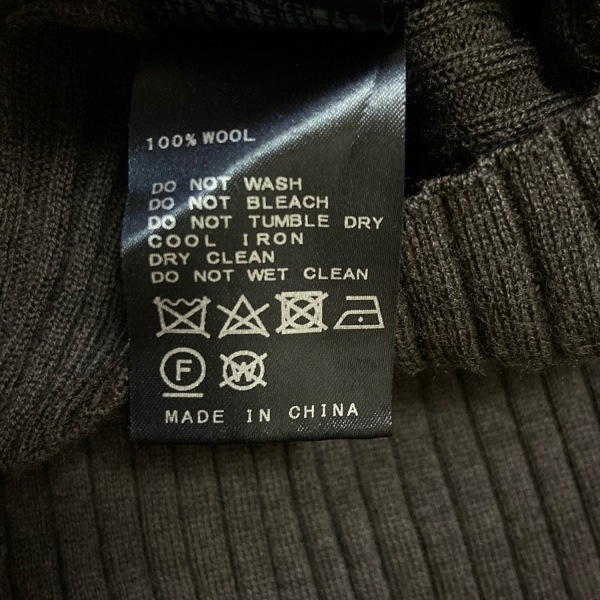 100% WOOL
DO NOT WASH
DO NOT BLEACH
DO NOT TUMBLE DRY
COOL IRON
DRY CLEAN
DO NOT WET CLEAN
F W
MADE IN CHINA